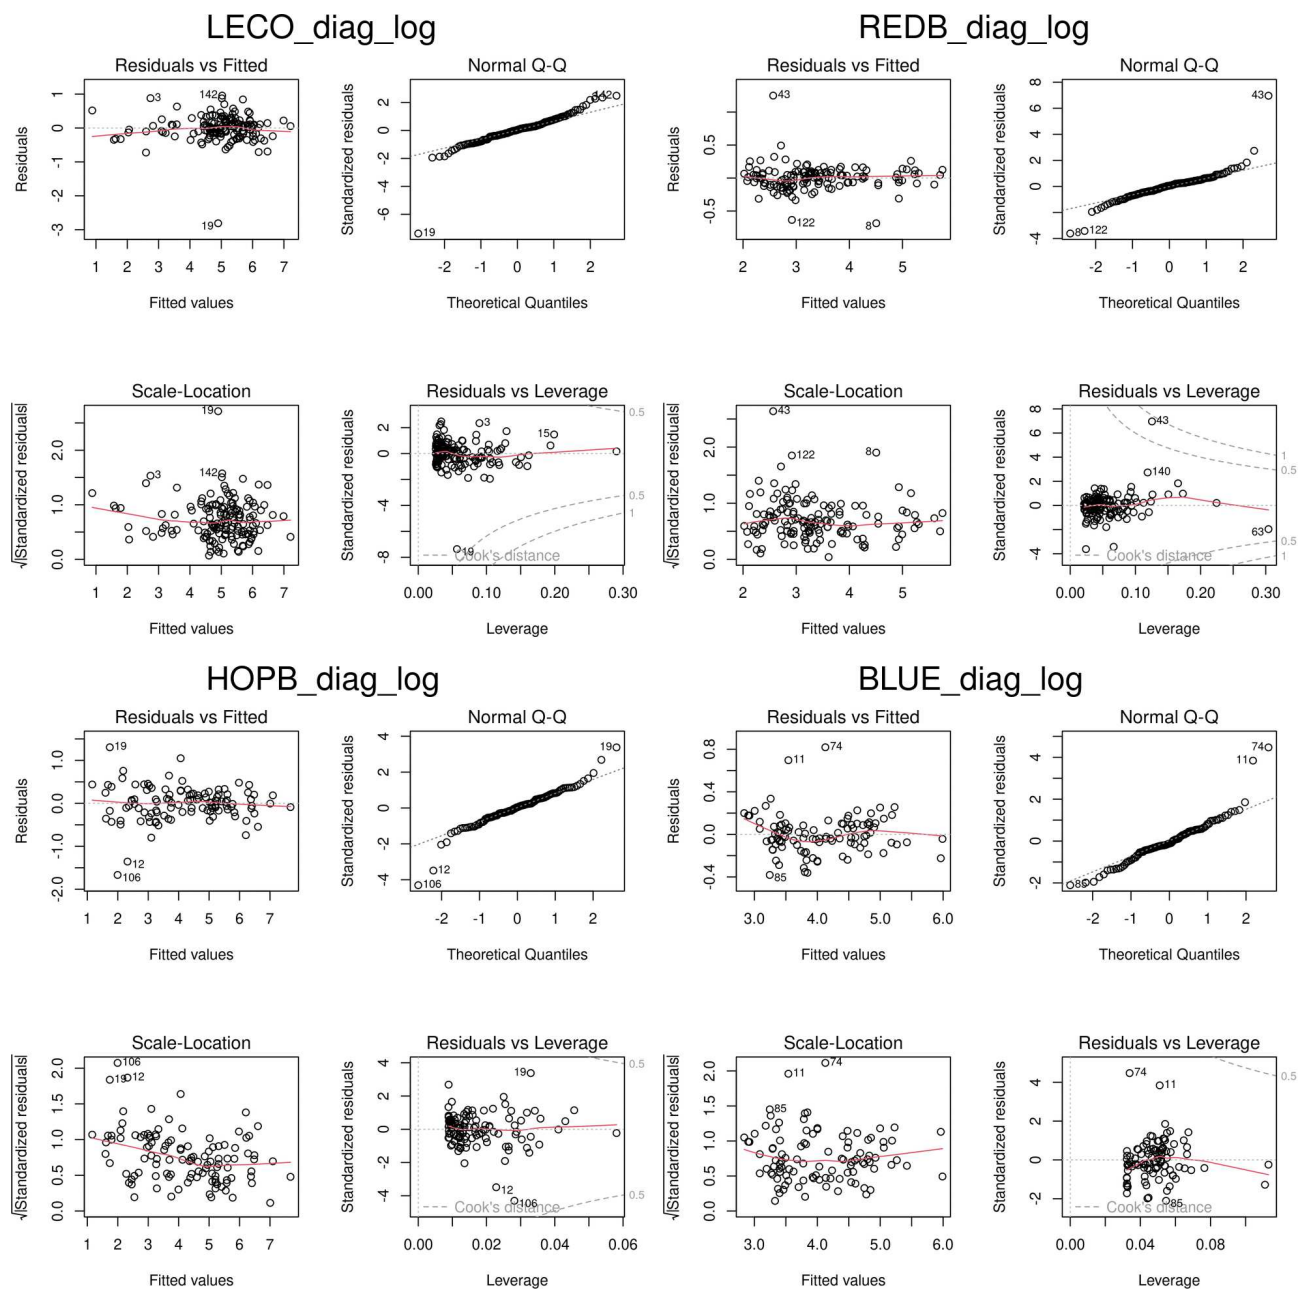 LECO_diag_log
Residuals vs Fitted
Residuals
1
0
-1
-2
-3
3
142
19
1 2 3 4 5 6 7
Fitted values
Normal Q-Q
Standardized residuals
2
0
-2
-4
-6
142
19
-2 -1 0 1 2
Theoretical Quantiles
Scale-Location
√|Standardized residuals|
2.0
1.0
0.0
19
3
142
1 2 3 4 5 6 7
Fitted values
Residuals vs Leverage
Standardized residuals
2
0
-4
-8
3
15
19
0.5
0.5
1
Cook's distance
0.00 0.10 0.20 0.30
Leverage
REDB_diag_log
Residuals vs Fitted
Residuals
0.5
-0.5
43
122
8
2 3 4 5
Fitted values
Normal Q-Q
Standardized residuals
8
6
4
2
0
-4
43
8
122
-2 -1 0 1 2
Theoretical Quantiles
Scale-Location
√|Standardized residuals|
2.0
1.0
0.0
43
122
8
2 3 4 5
Fitted values
Residuals vs Leverage
Standardized residuals
8
6
4
2
0
-4
43
140
63
1
0.5
0.5
1
Cook's distance
0.00 0.10 0.20 0.30
Leverage
HOPB_diag_log
Residuals vs Fitted
Residuals
1.0
0.0
-1.0
-2.0
19
12
106
1 2 3 4 5 6 7
Fitted values
Normal Q-Q
Standardized residuals
4
2
0
-2
-4
19
12
106
-2 -1 0 1 2
Theoretical Quantiles
Scale-Location
√|Standardized residuals|
2.0
1.5
1.0
0.5
0.0
106
19
12
1 2 3 4 5 6 7
Fitted values
Residuals vs Leverage
Standardized residuals
4
2
0
-2
-4
19
12
106
0.5
0.5
Cook's distance
0.00 0.02 0.04 0.06
Leverage
BLUE_diag_log
Residuals vs Fitted
Residuals
0.8
0.4
0.0
-0.4
74
11
85
3.0 4.0 5.0 6.0
Fitted values
Normal Q-Q
Standardized residuals
4
2
0
-2
74
11
85
-2 -1 0 1 2
Theoretical Quantiles
Scale-Location
√|Standardized residuals|
2.0
1.5
1.0
0.5
0.0
74
11
85
3.0 4.0 5.0 6.0
Fitted values
Residuals vs Leverage
Standardized residuals
4
2
0
-2
74
11
85
0.5
Cook's distance
0.00 0.04 0.08
Leverage